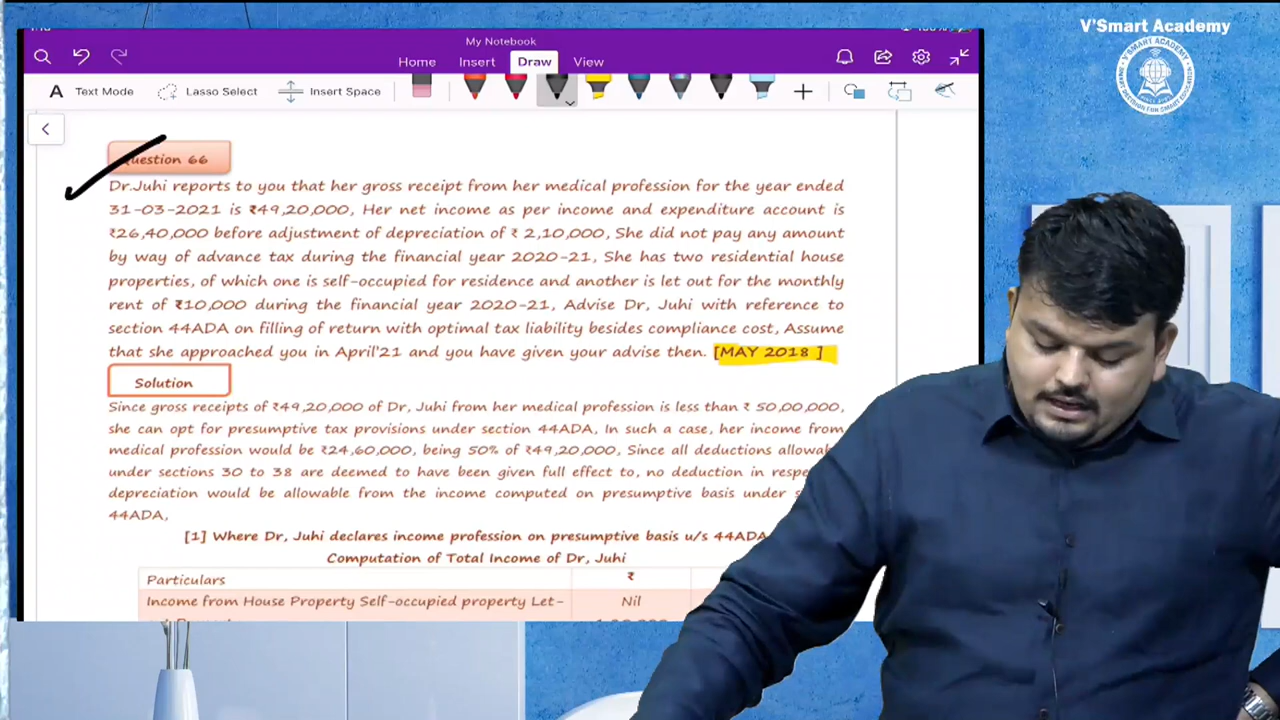 V'Smart Academy
My Notebook
Home Insert Draw View
Text Mode Lasso Select Insert Space
Question 66
Dr.Juhi reports to you that her gross receipt from her medical profession for the year ended
31-03-2021 is ₹49,20,000, Her net income as per income and expenditure account is
₹26,40,000 before adjustment of depreciation of ₹ 2,10,000, She did not pay any amount
by way of advance tax during the financial year 2020-21, She has two residential house
properties, of which one is self-occupied for residence and another is let out for the monthly
rent of ₹10,000 during the financial year 2020-21, Advise Dr, Juhi with reference to
section 44ADA on filling of return with optimal tax liability besides compliance cost, Assume
that she approached you in April'21 and you have given your advise then. [MAY 2018 ]
Solution
Since gross receipts of ₹49,20,000 of Dr, Juhi from her medical profession is less than ₹ 50,00,000,
she can opt for presumptive tax provisions under section 44ADA, In such a case, her income from
medical profession would be ₹24,60,000, being 50% of ₹49,20,000, Since all deductions
under sections 30 to 38 are deemed to have been given full effect to, no deduction in
depreciation would be allowable from the income computed on presumptive basis under
44ADA,
[1] Where Dr, Juhi declares income profession on presumptive basis u/s 44ADA
Computation of Total Income of Dr, Juhi
Particulars ₹
Income from House Property Self-occupied property Let- Nil